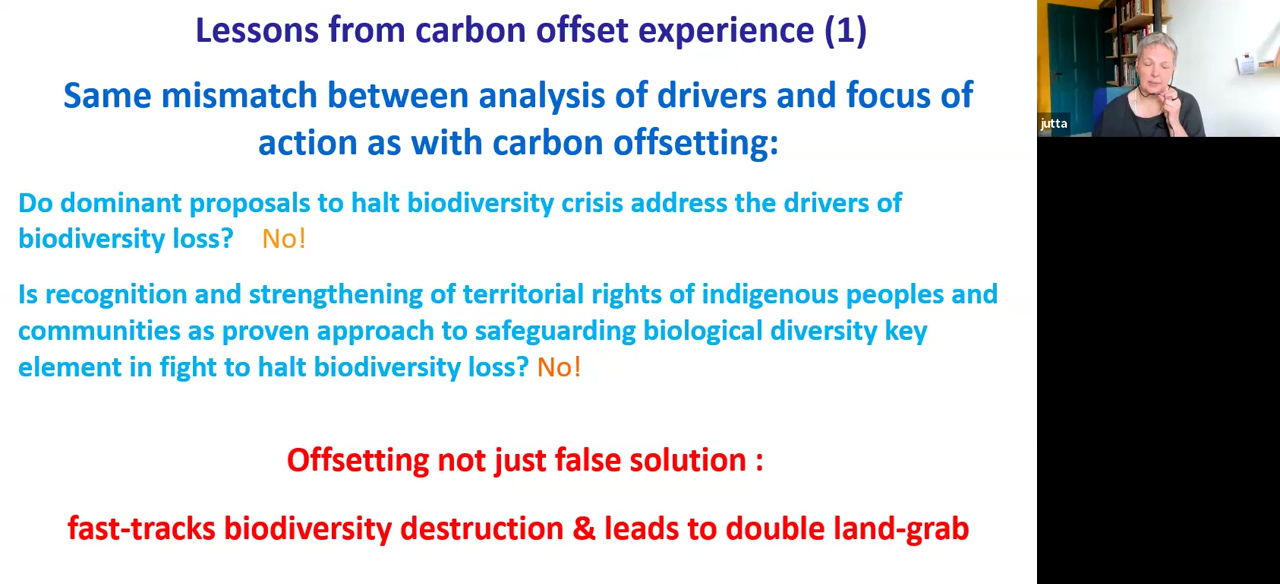 Lessons from carbon offset experience (1)
Same mismatch between analysis of drivers and focus of
action as with carbon offsetting:
Do dominant proposals to halt biodiversity crisis address the drivers of
biodiversity loss? No!
Is recognition and strengthening of territorial rights of indigenous peoples and
communities as proven approach to safeguarding biological diversity key
element in fight to halt biodiversity loss? No!
Offsetting not just false solution :
fast-tracks biodiversity destruction & leads to double land-grab
jutta